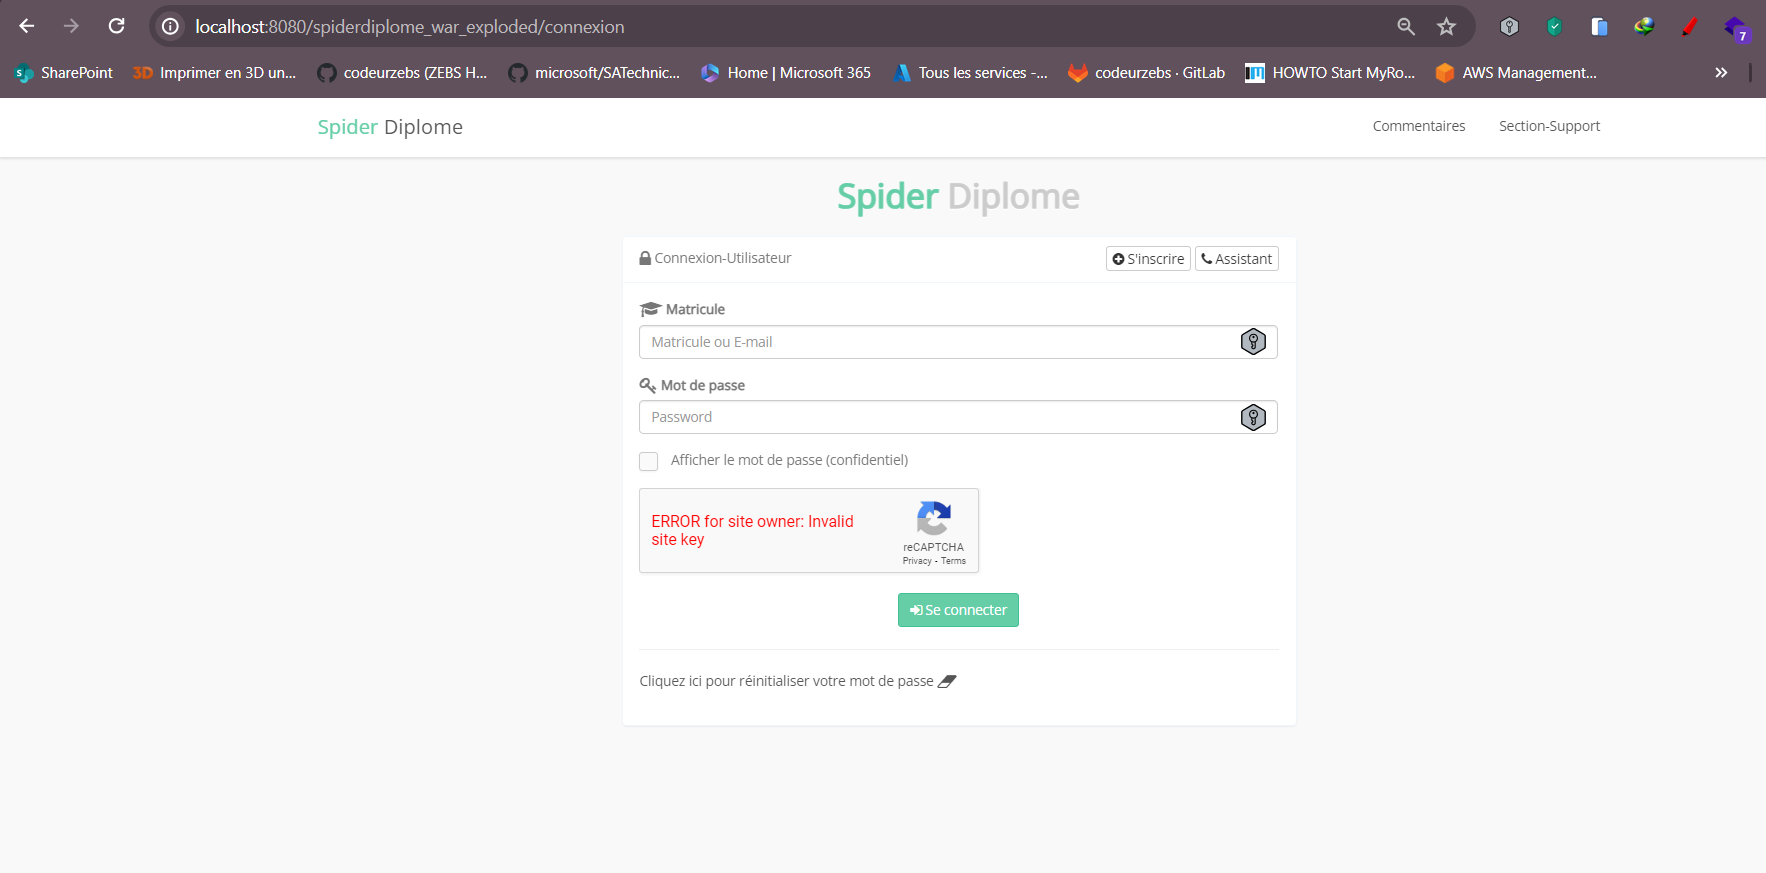 localhost:8080/spiderdiplome_war_exploded/connexion
7
SharePoint
3D Imprimer en 3D un...
codeurzebs (ZEBS H...
microsoft/SATechnic...
Home | Microsoft 365
Tous les services -...
codeurzebs · GitLab
HOWTO Start MyRo...
AWS Management...
Spider Diplome
Commentaires
Section-Support
Spider Diplome
Connexion-Utilisateur
S'inscrire
Assistant
Matricule
Matricule ou E-mail
Mot de passe
Password
Afficher le mot de passe (confidentiel)
ERROR for site owner: Invalid
site key
reCAPTCHA
Privacy - Terms
Se connecter
Cliquez ici pour réinitialiser votre mot de passe